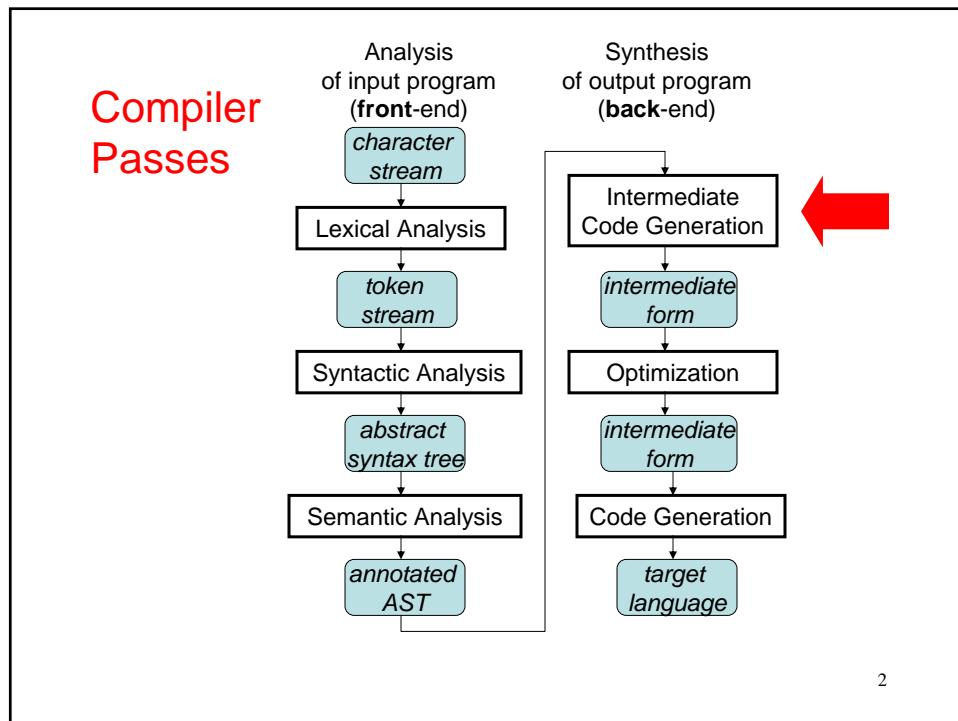 Compiler
Passes
Analysis
of input program
(front-end)
character
stream
Lexical Analysis
token
stream
Syntactic Analysis
abstract
syntax tree
Semantic Analysis
annotated
AST
Synthesis
of output program
(back-end)
Intermediate
Code Generation
intermediate
form
Optimization
intermediate
form
Code Generation
target
language
2